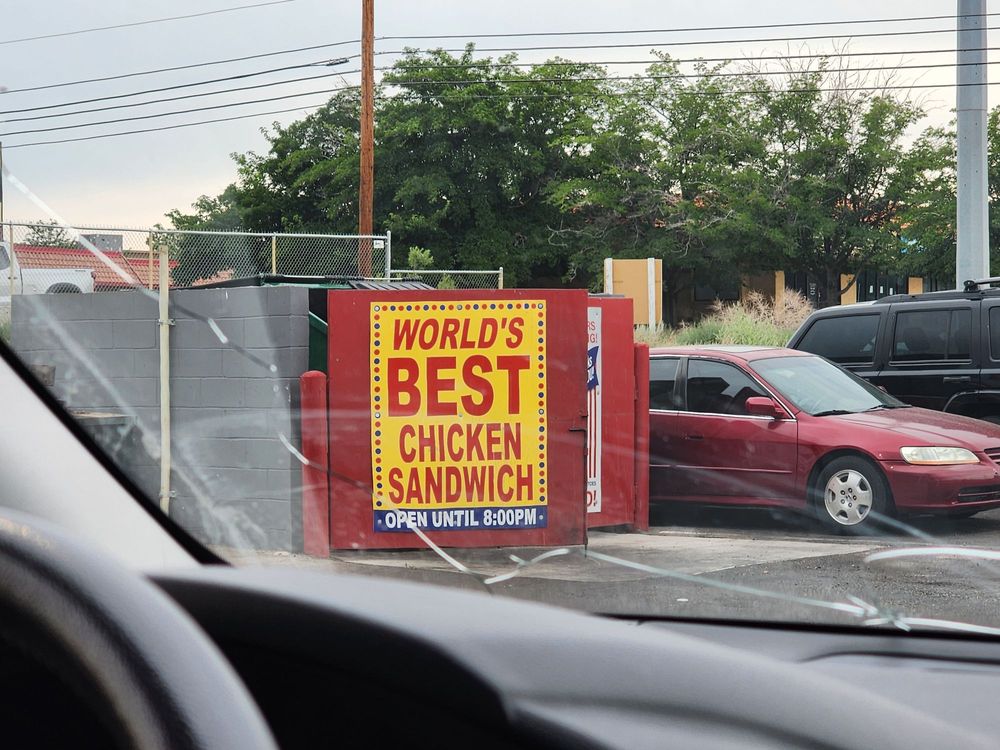 WORLD'S
BEST
CHICKEN
SANDWICH
OPEN UNTIL 8:00PM